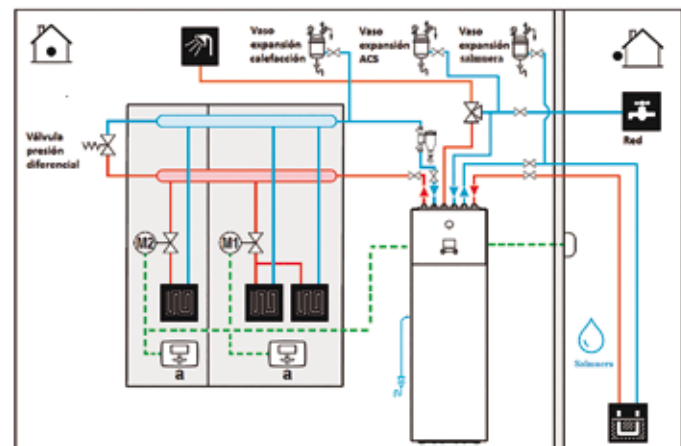 Vaso
expansión
calefacción
Vaso
expansión
ACS
Vaso
expansión
salmuera
Válvula
presión
diferencial
Red
M2
M1
a
a
Salmuera